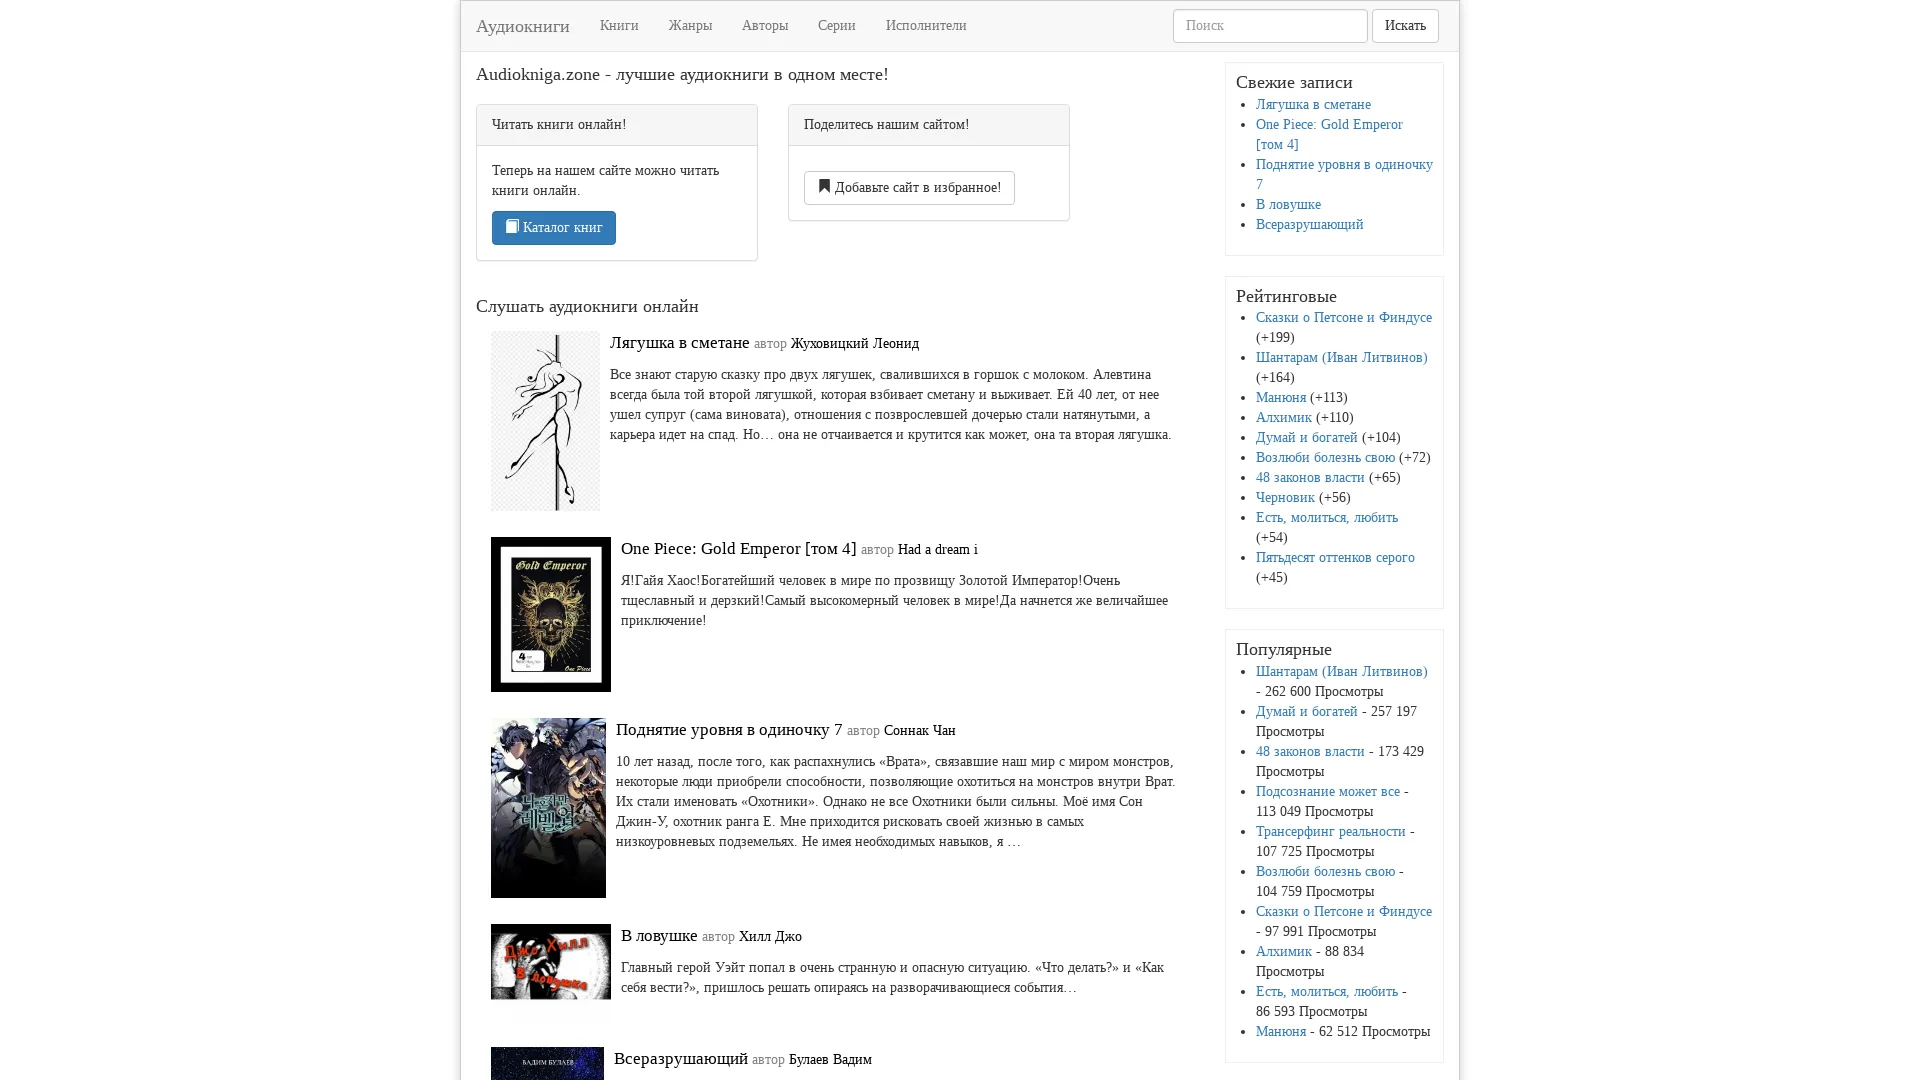 Аудиокниги Книги Жанры Авторы Серии Исполнители Поиск Искать
Audiokniga.zone - лучшие аудиокниги в одном месте!
Читать книги онлайн!
Теперь на нашем сайте можно читать
книги онлайн.
Каталог книг
Поделитесь нашим сайтом!
Добавьте сайт в избранное!
Слушать аудиокниги онлайн
Лягушка в сметане автор Жуховицкий Леонид
Все знают старую сказку про двух лягушек, свалившихся в горшок с молоком. Алевтина
всегда была той второй лягушкой, которая взбивает сметану и выживает. Ей 40 лет, от нее
ушел супруг (сама виновата), отношения с позврослевшей дочерью стали натянутыми, а
карьера идет на спад. Но… она не отчаивается и крутится как может, она та вторая лягушка.
Gold Emperor
4
One Piece
One Piece: Gold Emperor [том 4] автор Had a dream i
Я!Гайя Хаос!Богатейший человек в мире по прозвищу Золотой Император!Очень
тщеславный и дерзкий!Самый высокомерный человек в мире!Да начнется же величайшее
приключение!
나 혼자만
레벨업
Поднятие уровня в одиночку 7 автор Соннак Чан
10 лет назад, после того, как распахнулись «Врата», связавшие наш мир с миром монстров,
некоторые люди приобрели способности, позволяющие охотиться на монстров внутри Врат.
Их стали именовать «Охотники». Однако не все Охотники были сильны. Моё имя Сон
Джин-У, охотник ранга Е. Мне приходится рисковать своей жизнью в самых
низкоуровневых подземельях. Не имея необходимых навыков, я …
Джо Хилл
В ловушке
В ловушке автор Хилл Джо
Главный герой Уэйт попал в очень странную и опасную ситуацию. «Что делать?» и «Как
себя вести?», пришлось решать опираясь на разворачивающиеся события…
ВАДИМ БУЛАЕВ
Всеразрушающий автор Булаев Вадим
Свежие записи
Лягушка в сметане
One Piece: Gold Emperor
[том 4]
Поднятие уровня в одиночку
7
В ловушке
Всеразрушающий
Рейтинговые
Сказки о Петсоне и Финдусе
(+199)
Шантарам (Иван Литвинов)
(+164)
Манюня (+113)
Алхимик (+110)
Думай и богатей (+104)
Возлюби болезнь свою (+72)
48 законов власти (+65)
Черновик (+56)
Есть, молиться, любить
(+54)
Пятьдесят оттенков серого
(+45)
Популярные
Шантарам (Иван Литвинов)
- 262 600 Просмотры
Думай и богатей - 257 197
Просмотры
48 законов власти - 173 429
Просмотры
Подсознание может все -
113 049 Просмотры
Трансерфинг реальности -
107 725 Просмотры
Возлюби болезнь свою -
104 759 Просмотры
Сказки о Петсоне и Финдусе
- 97 991 Просмотры
Алхимик - 88 834
Просмотры
Есть, молиться, любить -
86 593 Просмотры
Манюня - 62 512 Просмотры